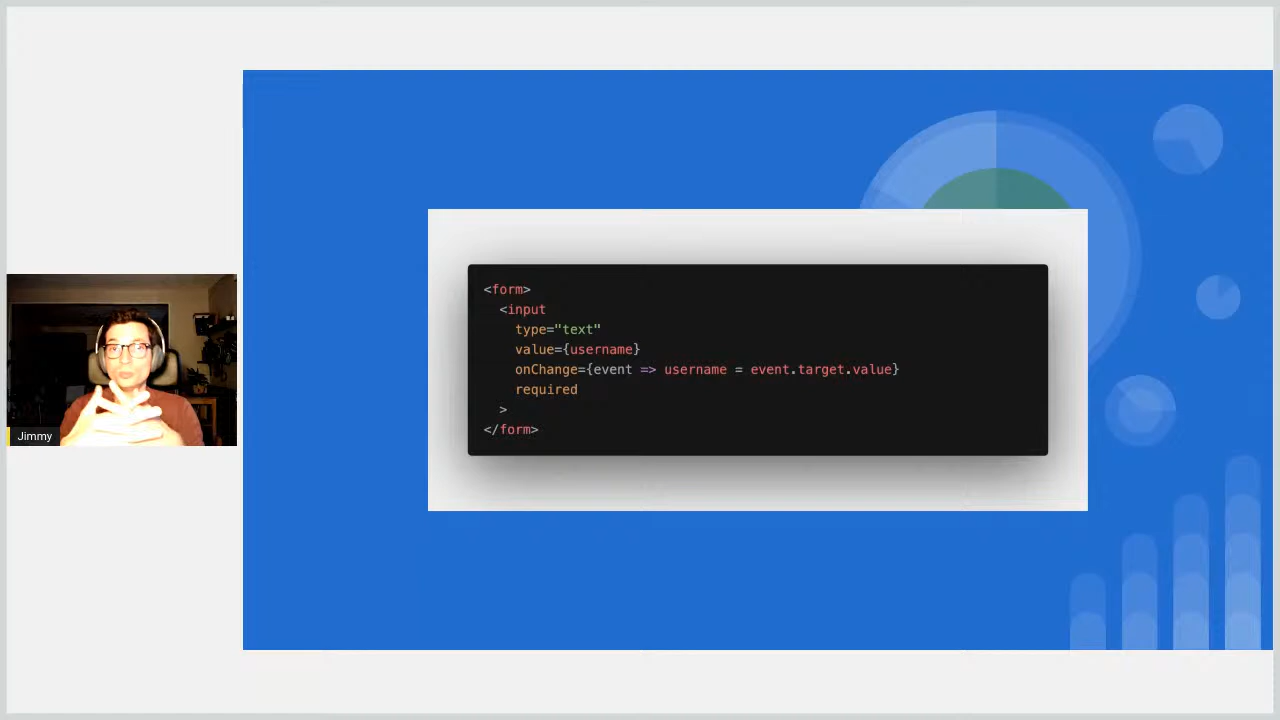 <form>
<input
type="text"
value={username}
onChange={event => username = event.target.value}
required
>
</form>
Jimmy